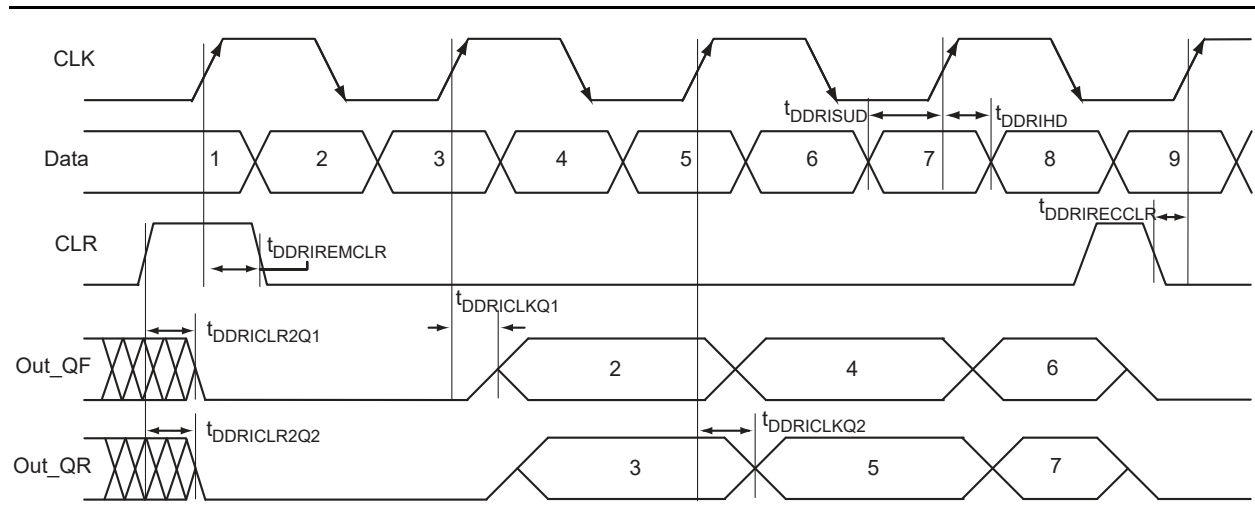 CLK
tDDRISUD
tDDRIHD
Data
1 2 3 4 5 6 7 8 9
tDDRIRECCLR
CLR
tDDRIREMCLR
tDDRICLKQ1
tDDRICLR2Q1
Out_QF
2 4 6
tDDRICLR2Q2
tDDRICLKQ2
Out_QR
3 5 7